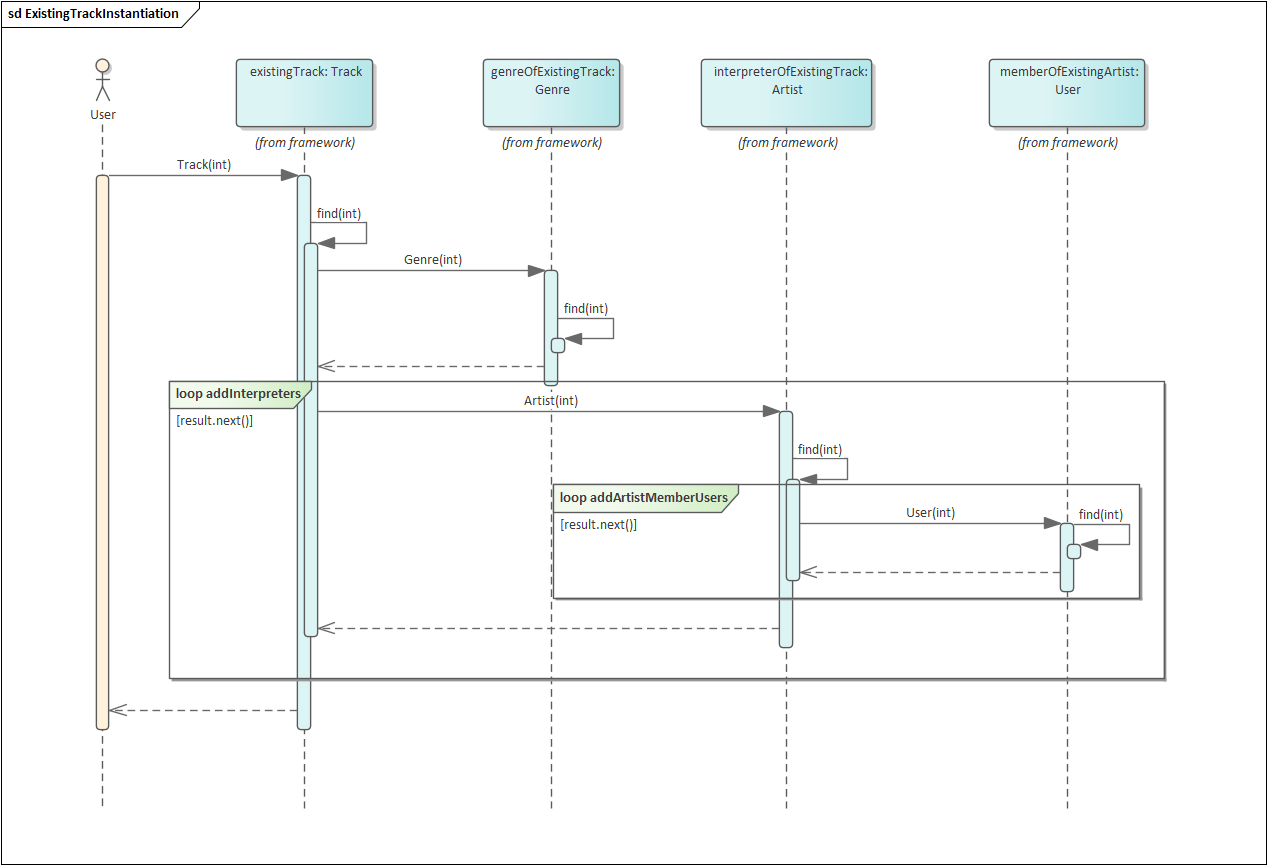 sd ExistingTrackInstantiation
User
existingTrack: Track
(from framework)
genreOfExistingTrack:
Genre
(from framework)
interpreterOfExistingTrack:
Artist
(from framework)
memberOfExistingArtist:
User
(from framework)
Track(int)
find(int)
Genre(int)
find(int)
loop addInterpreters
[result.next()]
Artist(int)
find(int)
loop addArtistMemberUsers
[result.next()]
User(int)
find(int)